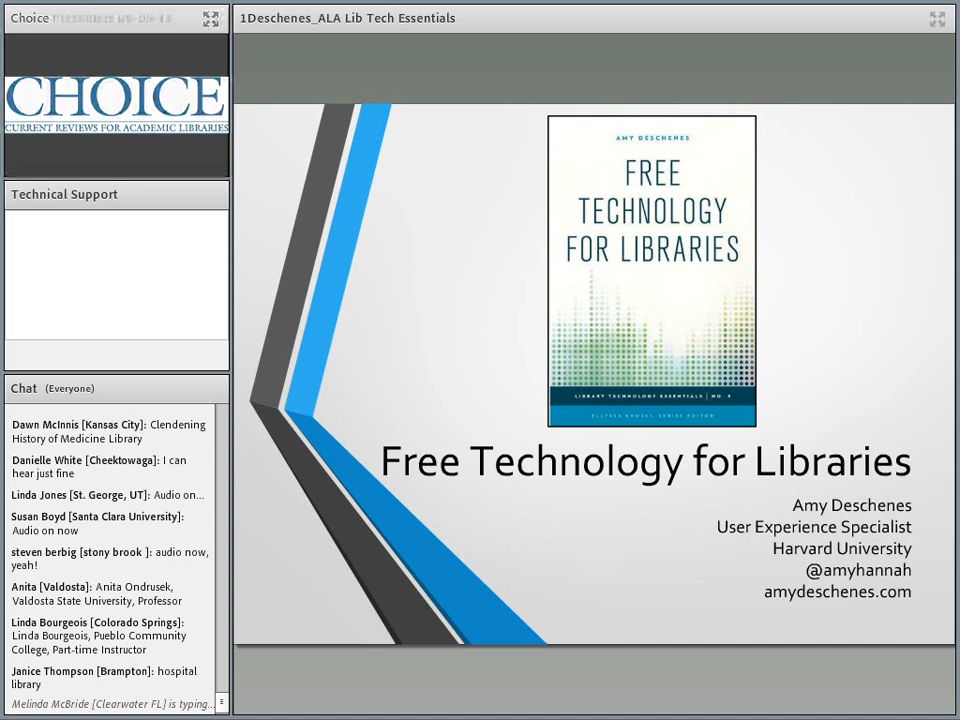 Choice
CHOICE
CURRENT REVIEWS FOR ACADEMIC LIBRARIES
Technical Support
Chat (Everyone)
Dawn McInnis [Kansas City]: Clendening
History of Medicine Library
Danielle White [Cheektowaga]: I can
hear just fine
Linda Jones [St. George, UT]: Audio on...
Susan Boyd [Santa Clara University]:
Audio on now
steven berbig [stony brook ]: audio now,
yeah!
Anita [Valdosta]: Anita Ondrusek,
Valdosta State University, Professor
Linda Bourgeois [Colorado Springs]:
Linda Bourgeois, Pueblo Community
College, Part-time Instructor
Janice Thompson [Brampton]: hospital
library
Melinda McBride [Clearwater FL] is typing...
1Deschenes_ALA Lib Tech Essentials
AMY DESCHENES
FREE
TECHNOLOGY
FOR LIBRARIES
LIBRARY TECHNOLOGY ESSENTIALS | NO.
ELLYSSA KROSKI, SERIES EDITOR
Free Technology for Libraries
Amy Deschenes
User Experience Specialist
Harvard University
@amyhannah
amydeschenes.com